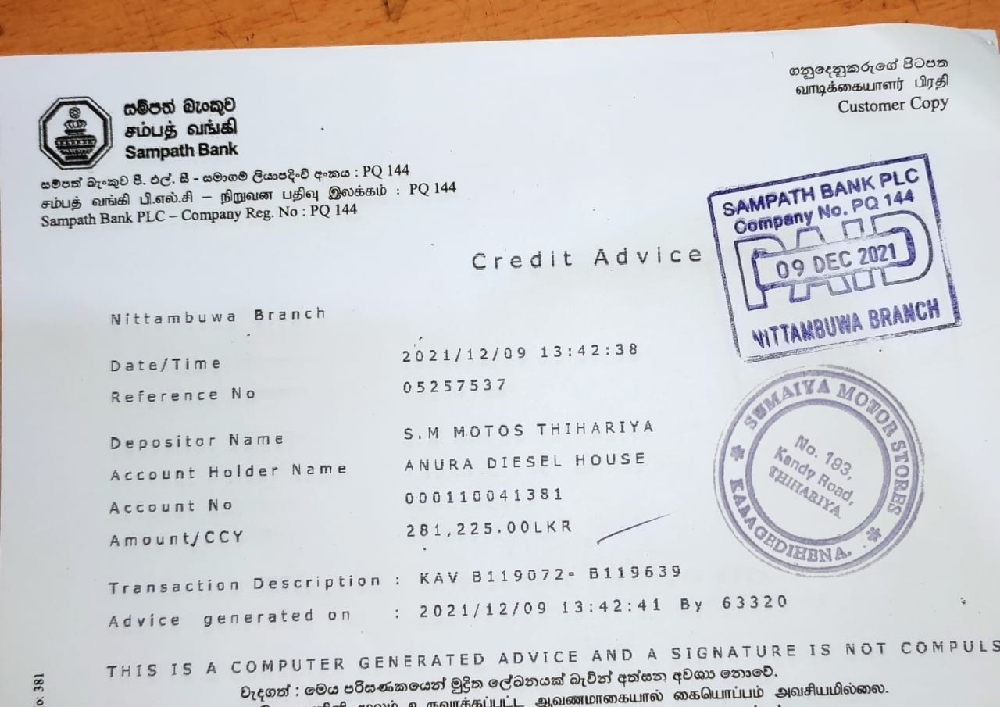 ගනුදෙනුකරුගේ පිටපත
வாடிக்கையாளர் பிரதி
Customer Copy
සම්පත් බැංකුව
சம்பத் வங்கி
Sampath Bank
සම්පත් බැංකුව පී. එල්. සී - සමාගම් ලියාපදිංචි අංකය : PQ 144
சம்பத் வங்கி பி.எல்.சி – நிறுவன பதிவு இலக்கம் : PQ 144
Sampath Bank PLC – Company Reg. No : PQ 144
SAMPATH BANK PLC
Company No. PQ 144
PAID
09 DEC 2021
NITTAMBUWA BRANCH
Credit Advice
Nittambuwa Branch
Date/Time 2021/12/09 13:42:38
Reference No 05257537
Depositor Name S.M MOTOS THIHARIYA
Account Holder Name ANURA DIESEL HOUSE
Account No 000110041381
Amount/CCY 281,225.00LKR
SUMAIYA MOTOR STORES
No. 193,
Kandy Road,
THIHARIYA
KALAGEDIHENA.
Transaction Description : KAV B119072- B119639
Advice generated on : 2021/12/09 13:42:41 By 63320
THIS IS A COMPUTER GENERATED ADVICE AND A SIGNATURE IS NOT COMPULS
වැදගත් : මෙය පරිඝණකයෙන් මුද්‍රිත ලේඛනයක් බැවින් අත්සන අවශ්‍ය නොවේ.
ஆவணமாகையால் கையொப்பம் அவசியமில்லை.
o. 381